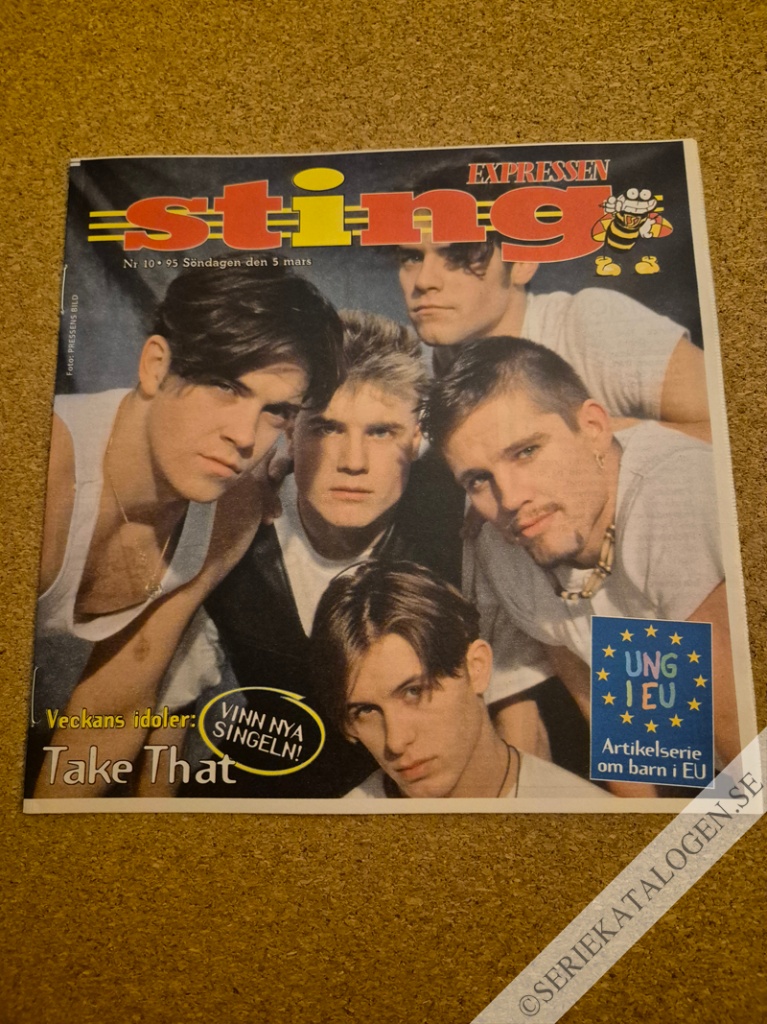 EXPRESSEN
sting
Nr 10 • 95 Söndagen den 5 mars
Foto: PRESSENS BILD
UNG
I EU
Artikelserie
om barn i EU
Veckans idoler:
Take That
VINN NYA
SINGELN!
©SERIEKATALOGEN.SE